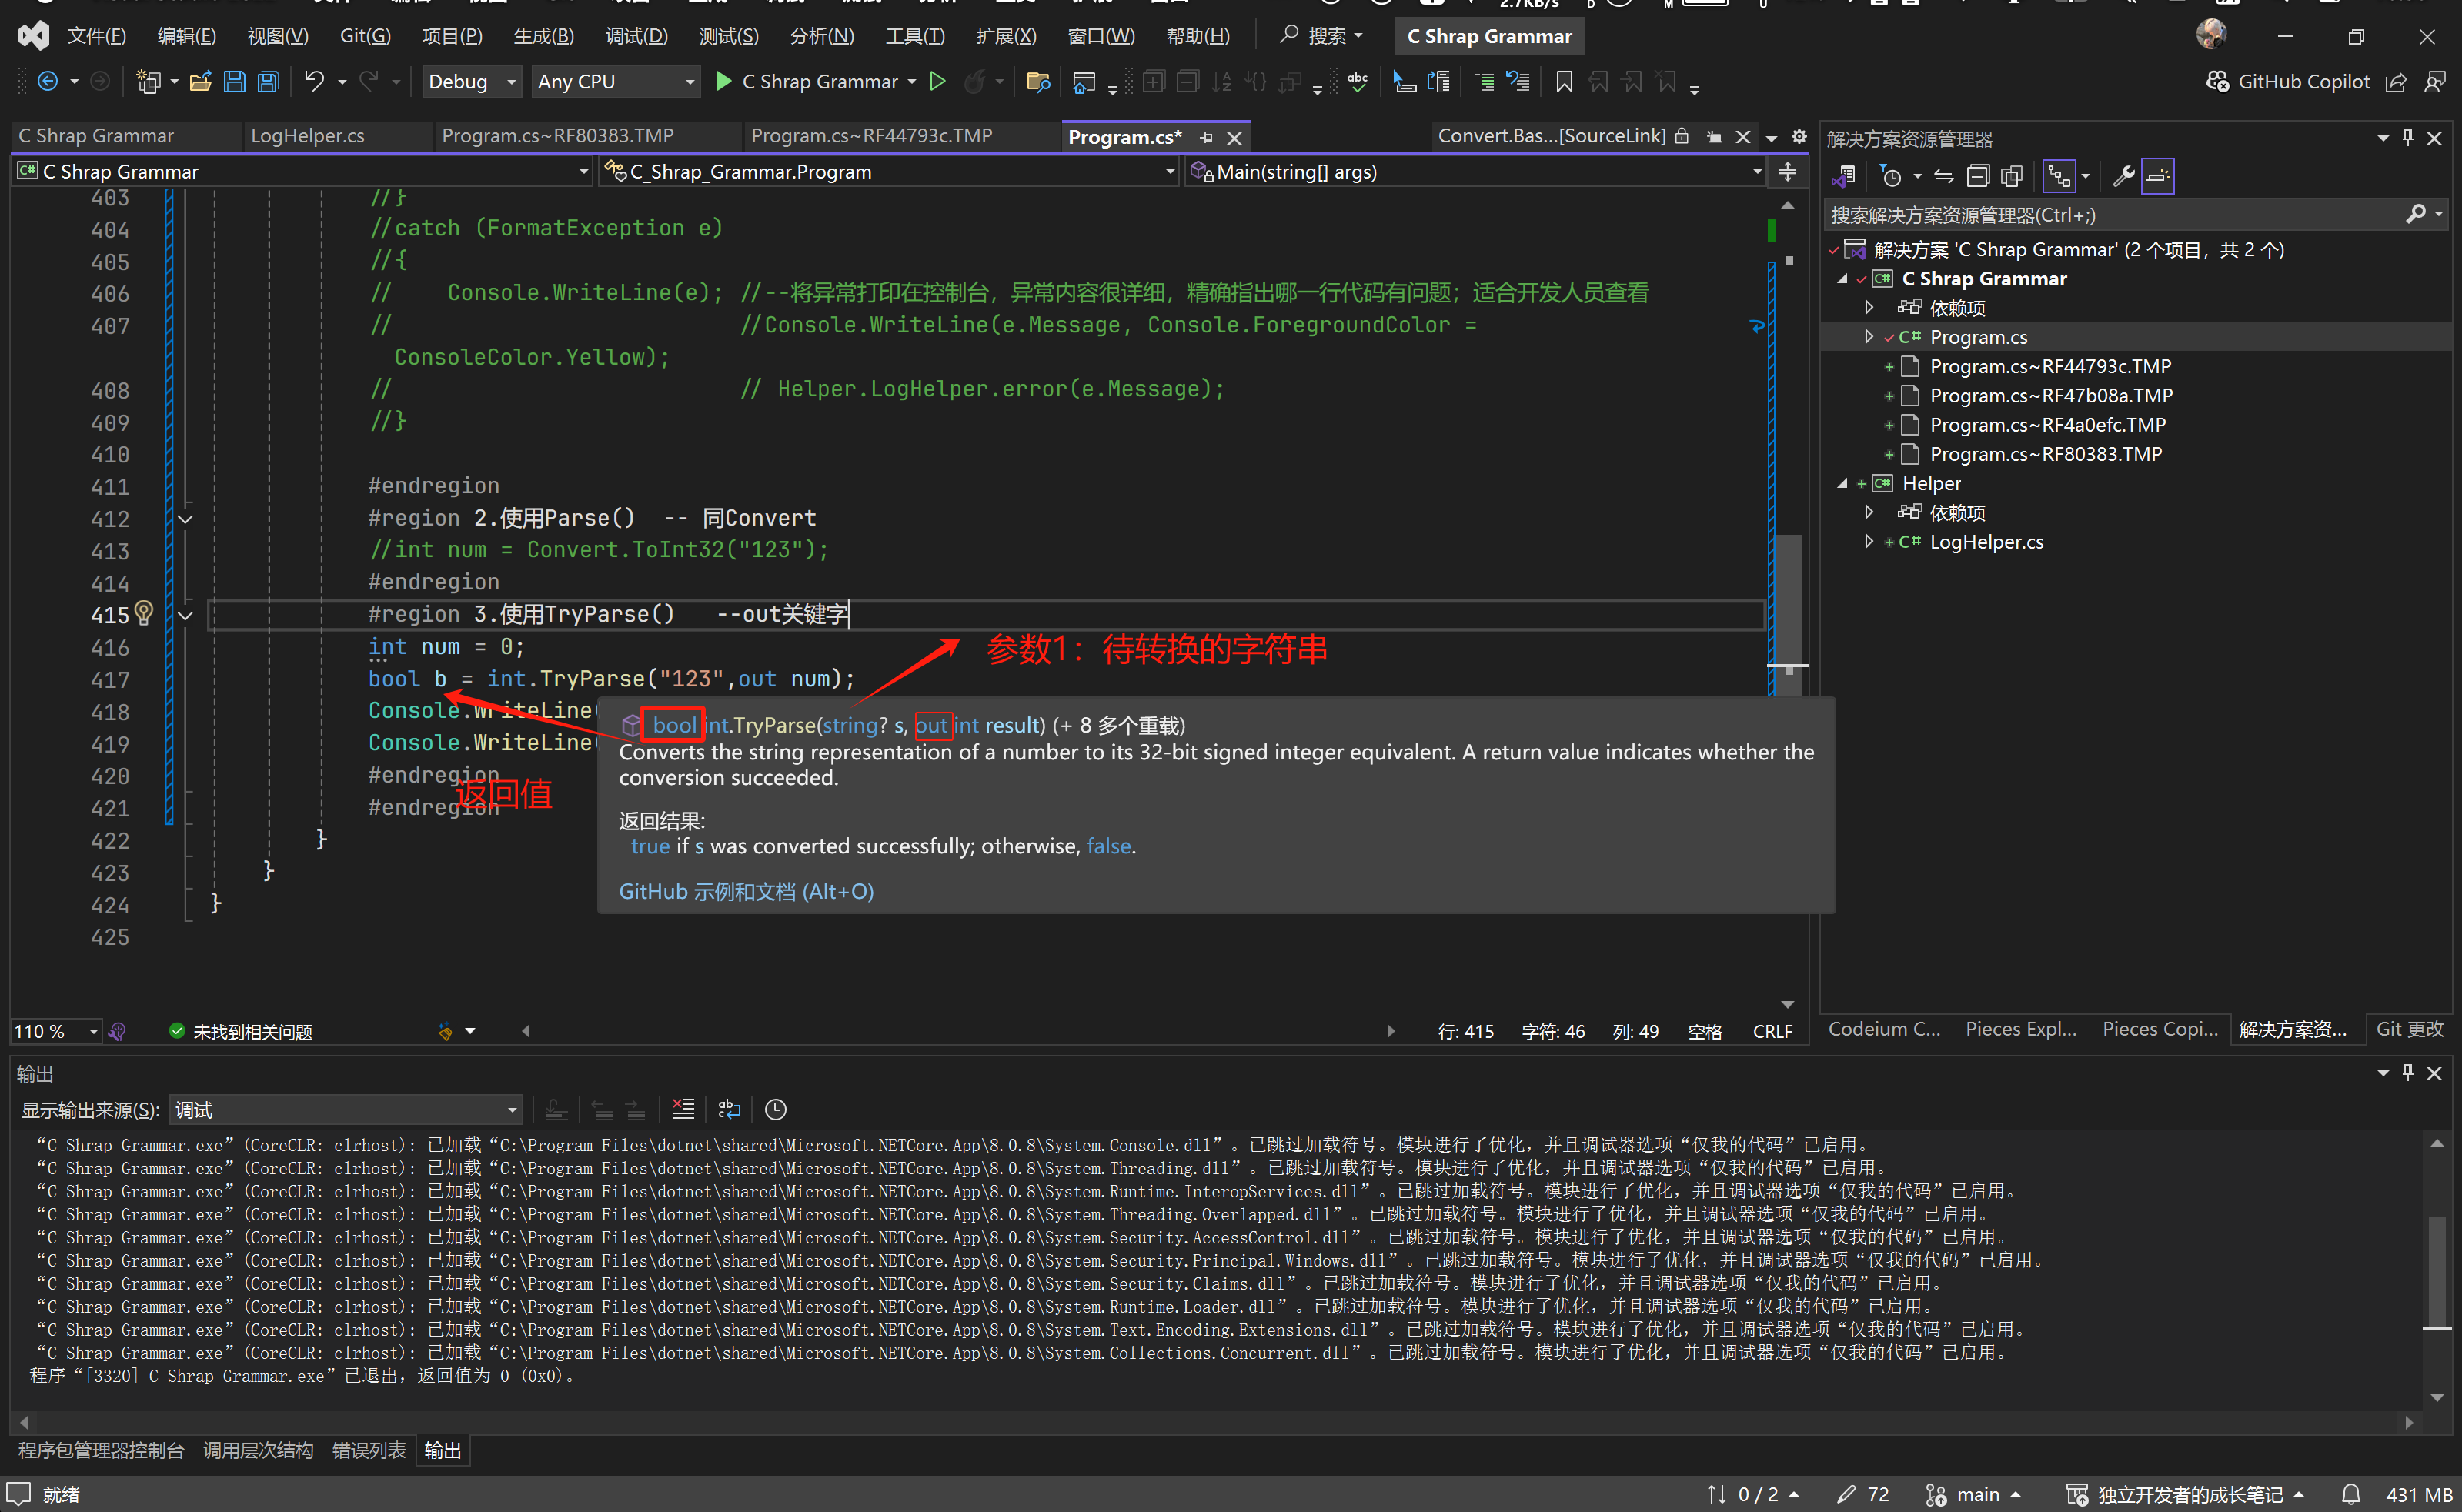 2.7KB/s D M U
文件(F) 编辑(E) 视图(V) Git(G) 项目(P) 生成(B) 调试(D) 测试(S) 分析(N) 工具(T) 扩展(X) 窗口(W) 帮助(H) 搜索 C Shrap Grammar
Debug Any CPU C Shrap Grammar abc GitHub Copilot
C Shrap Grammar LogHelper.cs Program.cs~RF80383.TMP Program.cs~RF44793c.TMP Program.cs* Convert.Bas...[SourceLink]
C# C Shrap Grammar C_Shrap_Grammar.Program Main(string[] args)
403 //}
404 //catch (FormatException e)
405 //{
406 // Console.WriteLine(e); //--将异常打印在控制台，异常内容很详细，精确指出哪一行代码有问题；适合开发人员查看
407 // //Console.WriteLine(e.Message, Console.ForegroundColor =
ConsoleColor.Yellow);
408 // // Helper.LogHelper.error(e.Message);
409 //}
410
411 #endregion
412 #region 2.使用Parse() -- 同Convert
413 //int num = Convert.ToInt32("123");
414 #endregion
415 #region 3.使用TryParse() --out关键字
416 int num = 0;
参数1：待转换的字符串
417 bool b = int.TryParse("123",out num);
418 Console.WriteLine(
419 Console.WriteLine
420 #endregion
返回值
421 #endregion
422 }
423 }
424 }
425
bool int.TryParse(string? s, out int result) (+ 8 多个重载)
Converts the string representation of a number to its 32-bit signed integer equivalent. A return value indicates whether the
conversion succeeded.
返回结果:
true if s was converted successfully; otherwise, false.
GitHub 示例和文档 (Alt+O)
110 % 未找到相关问题 行: 415 字符: 46 列: 49 空格 CRLF
解决方案资源管理器
搜索解决方案资源管理器(Ctrl+;)
解决方案 'C Shrap Grammar' (2 个项目，共 2 个)
C# C Shrap Grammar
依赖项
C# Program.cs
Program.cs~RF44793c.TMP
Program.cs~RF47b08a.TMP
Program.cs~RF4a0efc.TMP
Program.cs~RF80383.TMP
C# Helper
依赖项
C# LogHelper.cs
Codeium C... Pieces Expl... Pieces Copi... 解决方案资... Git 更改
输出
显示输出来源(S): 调试
“C Shrap Grammar.exe”(CoreCLR: clrhost): 已加载“C:\Program Files\dotnet\shared\Microsoft.NETCore.App\8.0.8\System.Console.dll”。已跳过加载符号。模块进行了优化，并且调试器选项“仅我的代码”已启用。
“C Shrap Grammar.exe”(CoreCLR: clrhost): 已加载“C:\Program Files\dotnet\shared\Microsoft.NETCore.App\8.0.8\System.Threading.dll”。已跳过加载符号。模块进行了优化，并且调试器选项“仅我的代码”已启用。
“C Shrap Grammar.exe”(CoreCLR: clrhost): 已加载“C:\Program Files\dotnet\shared\Microsoft.NETCore.App\8.0.8\System.Runtime.InteropServices.dll”。已跳过加载符号。模块进行了优化，并且调试器选项“仅我的代码”已启用。
“C Shrap Grammar.exe”(CoreCLR: clrhost): 已加载“C:\Program Files\dotnet\shared\Microsoft.NETCore.App\8.0.8\System.Threading.Overlapped.dll”。已跳过加载符号。模块进行了优化，并且调试器选项“仅我的代码”已启用。
“C Shrap Grammar.exe”(CoreCLR: clrhost): 已加载“C:\Program Files\dotnet\shared\Microsoft.NETCore.App\8.0.8\System.Security.AccessControl.dll”。已跳过加载符号。模块进行了优化，并且调试器选项“仅我的代码”已启用。
“C Shrap Grammar.exe”(CoreCLR: clrhost): 已加载“C:\Program Files\dotnet\shared\Microsoft.NETCore.App\8.0.8\System.Security.Principal.Windows.dll”。已跳过加载符号。模块进行了优化，并且调试器选项“仅我的代码”已启用。
“C Shrap Grammar.exe”(CoreCLR: clrhost): 已加载“C:\Program Files\dotnet\shared\Microsoft.NETCore.App\8.0.8\System.Security.Claims.dll”。已跳过加载符号。模块进行了优化，并且调试器选项“仅我的代码”已启用。
“C Shrap Grammar.exe”(CoreCLR: clrhost): 已加载“C:\Program Files\dotnet\shared\Microsoft.NETCore.App\8.0.8\System.Runtime.Loader.dll”。已跳过加载符号。模块进行了优化，并且调试器选项“仅我的代码”已启用。
“C Shrap Grammar.exe”(CoreCLR: clrhost): 已加载“C:\Program Files\dotnet\shared\Microsoft.NETCore.App\8.0.8\System.Text.Encoding.Extensions.dll”。已跳过加载符号。模块进行了优化，并且调试器选项“仅我的代码”已启用。
“C Shrap Grammar.exe”(CoreCLR: clrhost): 已加载“C:\Program Files\dotnet\shared\Microsoft.NETCore.App\8.0.8\System.Collections.Concurrent.dll”。已跳过加载符号。模块进行了优化，并且调试器选项“仅我的代码”已启用。
程序“[3320] C Shrap Grammar.exe”已退出，返回值为 0 (0x0)。
程序包管理器控制台 调用层次结构 错误列表 输出
就绪 0 / 2 72 main 独立开发者的成长笔记 431 MB